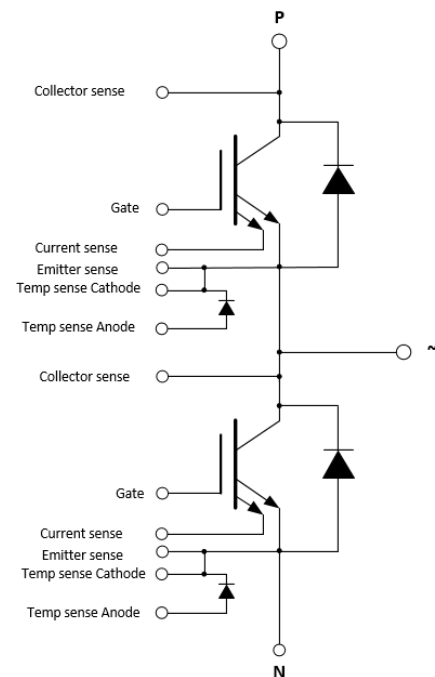 P
Collector sense
Gate
Current sense
Emitter sense
Temp sense Cathode
Temp sense Anode
~
Collector sense
Gate
Current sense
Emitter sense
Temp sense Cathode
Temp sense Anode
N